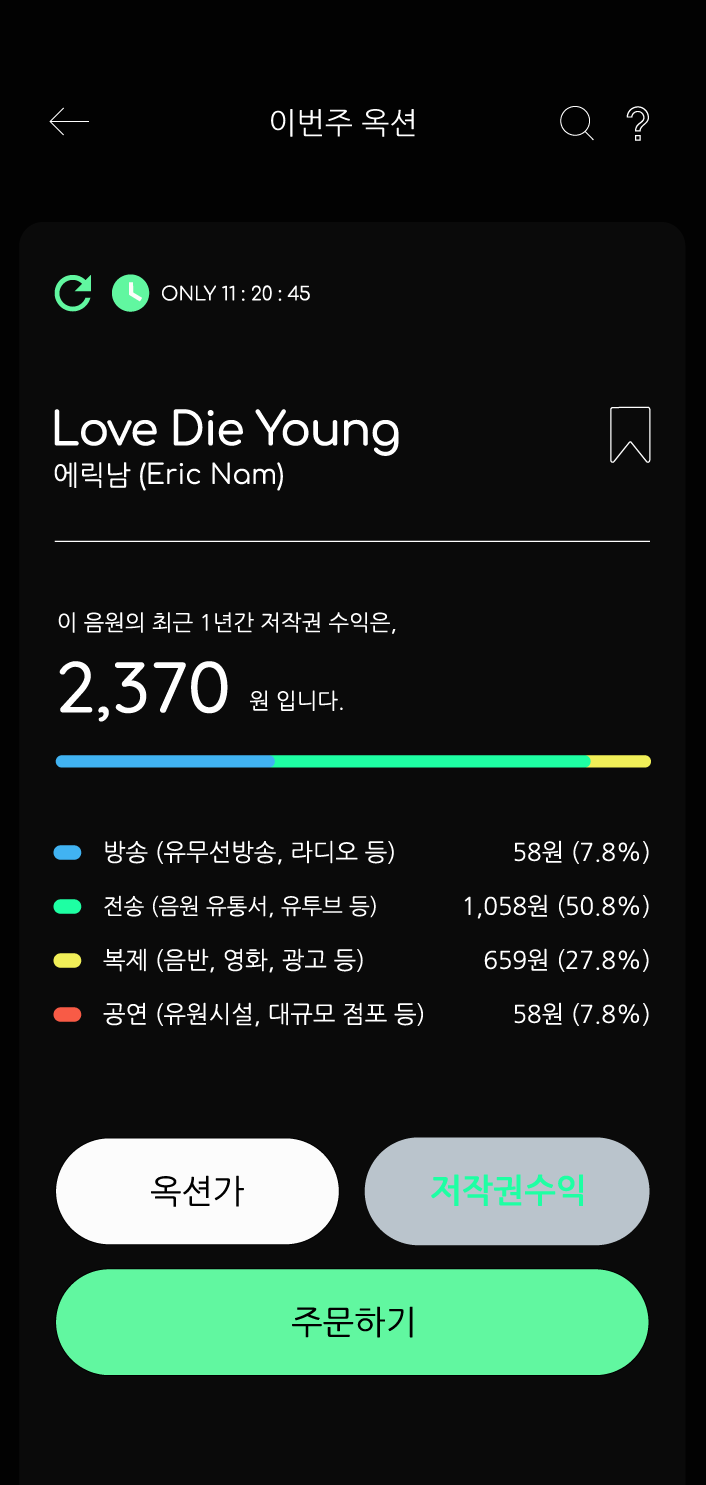 이번주 옥션
ONLY 11 : 20 : 45
Love Die Young
에릭남 (Eric Nam)
이 음원의 최근 1년간 저작권 수익은,
2,370 원 입니다.
방송 (유무선방송, 라디오 등) 58원 (7.8%)
전송 (음원 유통서, 유투브 등) 1,058원 (50.8%)
복제 (음반, 영화, 광고 등) 659원 (27.8%)
공연 (유원시설, 대규모 점포 등) 58원 (7.8%)
옥션가 저작권수익
주문하기